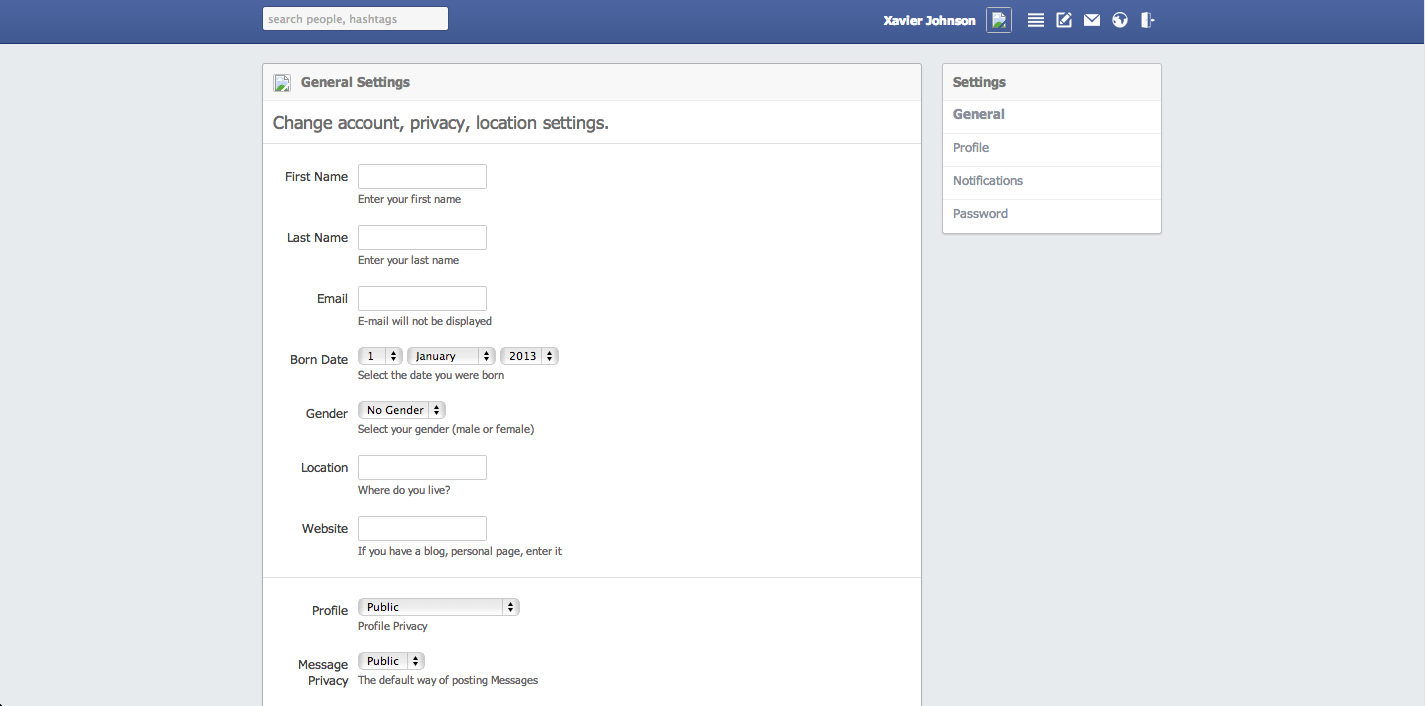 search people, hashtags
Xavier Johnson
General Settings
Change account, privacy, location settings.
First Name
Enter your first name
Last Name
Enter your last name
Email
E-mail will not be displayed
Born Date 1 January 2013
Select the date you were born
Gender No Gender
Select your gender (male or female)
Location
Where do you live?
Website
If you have a blog, personal page, enter it
Profile Public
Profile Privacy
Message Privacy Public
The default way of posting Messages
Settings
General
Profile
Notifications
Password